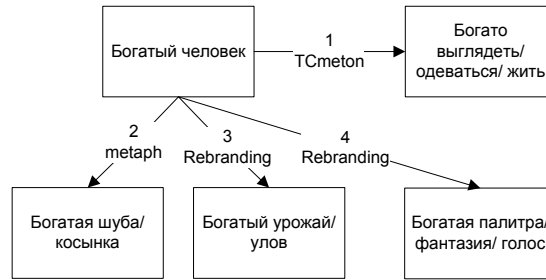 Богатый человек
1
TCmeton
Богато
выглядеть/
одеваться/ жить
2
metaph
3
Rebranding
4
Rebranding
Богатая шуба/
косынка
Богатый урожай/
улов
Богатая палитра/
фантазия/ голос